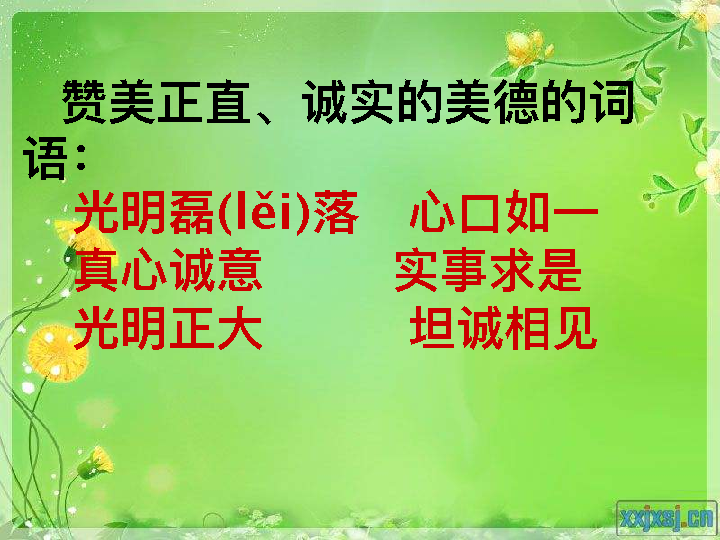 赞美正直、诚实的美德的词
语：
光明磊(lěi)落 心口如一
真心诚意 实事求是
光明正大 坦诚相见
xxjxsj.cn